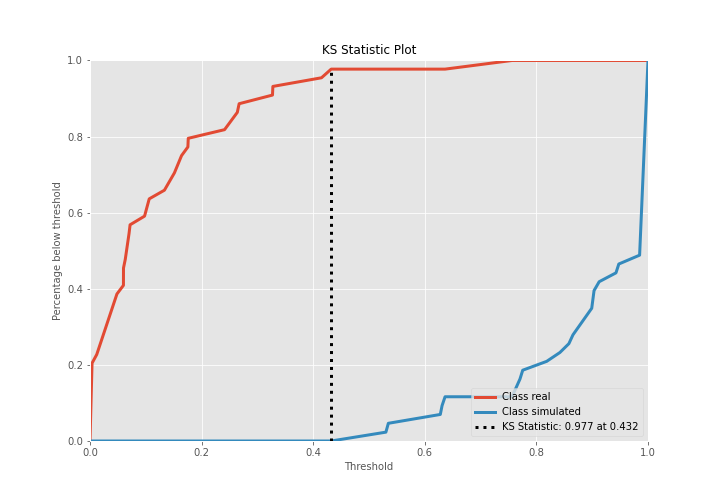 KS Statistic Plot
1.0
0.8
0.6
0.4
0.2
0.0
Percentage below threshold
0.0 0.2 0.4 0.6 0.8 1.0
Threshold
Class real
Class simulated
KS Statistic: 0.977 at 0.432